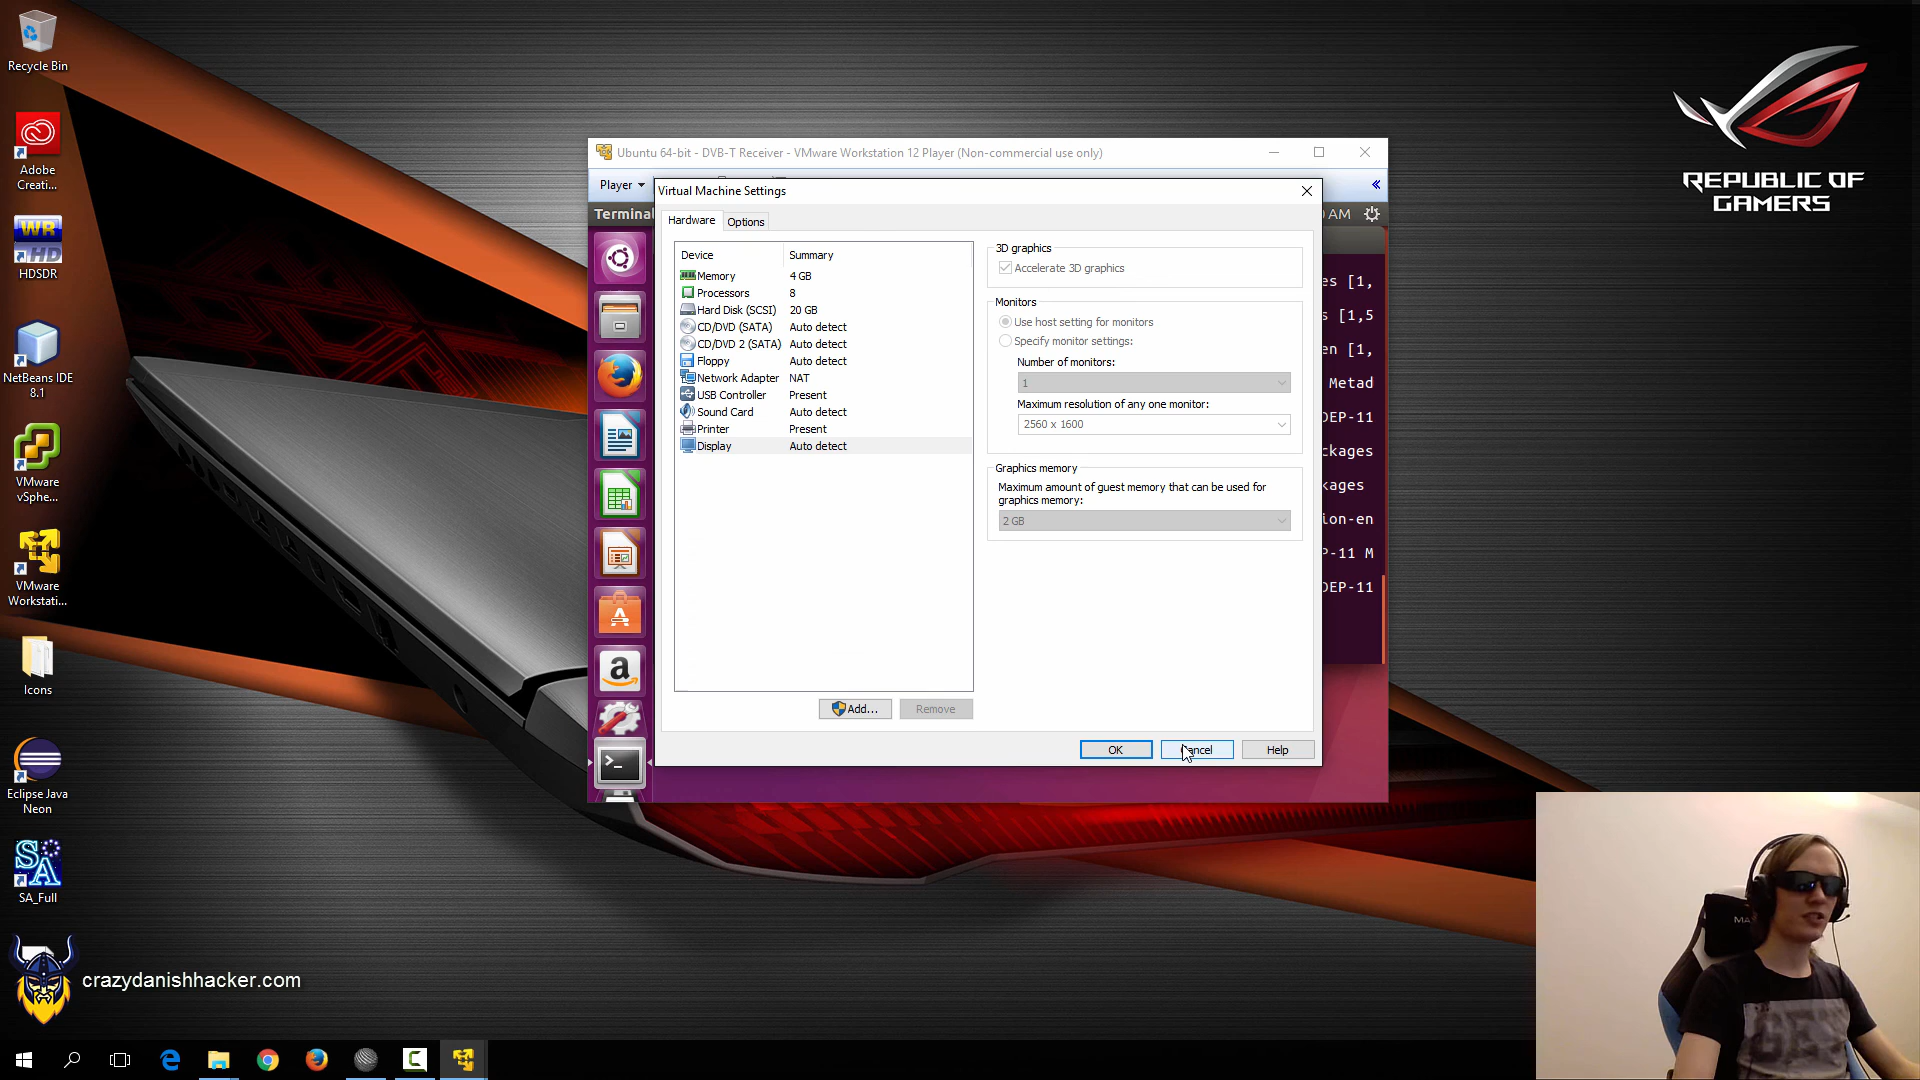 Recycle Bin
Adobe
Creati...
WR
HD
HDSDR
NetBeans IDE
8.1
VMware
vSphe...
VMware
Workstati...
Icons
Eclipse Java
Neon
SA
SA_Full
crazydanishhacker.com
REPUBLIC OF
GAMERS
Ubuntu 64-bit - DVB-T Receiver - VMware Workstation 12 Player (Non-commercial use only)
Player
Terminal
AM
Virtual Machine Settings
Hardware
Options
Device Summary
Memory 4 GB
Processors 8
Hard Disk (SCSI) 20 GB
CD/DVD (SATA) Auto detect
CD/DVD 2 (SATA) Auto detect
Floppy Auto detect
Network Adapter NAT
USB Controller Present
Sound Card Auto detect
Printer Present
Display Auto detect
Add...
Remove
3D graphics
Accelerate 3D graphics
Monitors
Use host setting for monitors
Specify monitor settings:
Number of monitors:
1
Maximum resolution of any one monitor:
2560 x 1600
Graphics memory
Maximum amount of guest memory that can be used for
graphics memory:
2 GB
OK
Cancel
Help
es [1,
s [1,5
en [1,
Metad
DEP-11
ckages
kages
ion-en
P-11 M
DEP-11